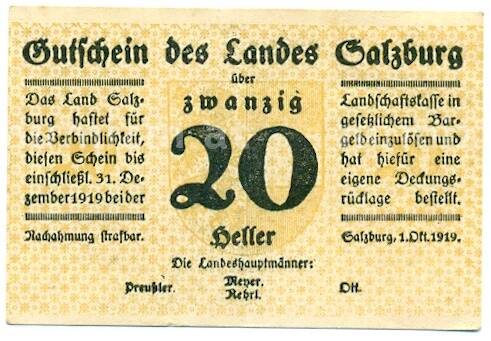 Gutschein des Landes Salzburg
über
zwanzig
20
Heller
Das Land Salz-
burg haftet für
die Verbindlichkeit,
diesen Schein bis
einschließl. 31. De-
zember 1919 bei der
Landschaftskasse in
gesetzlichem Bar-
geld einzulösen und
hat hiefür eine
eigene Deckungs-
rücklage bestellt.
Nachahmung strafbar.
Salzburg, 1. Okt. 1919.
Die Landeshauptmänner:
Preußler. Meyer. Ott.
Rehrl.